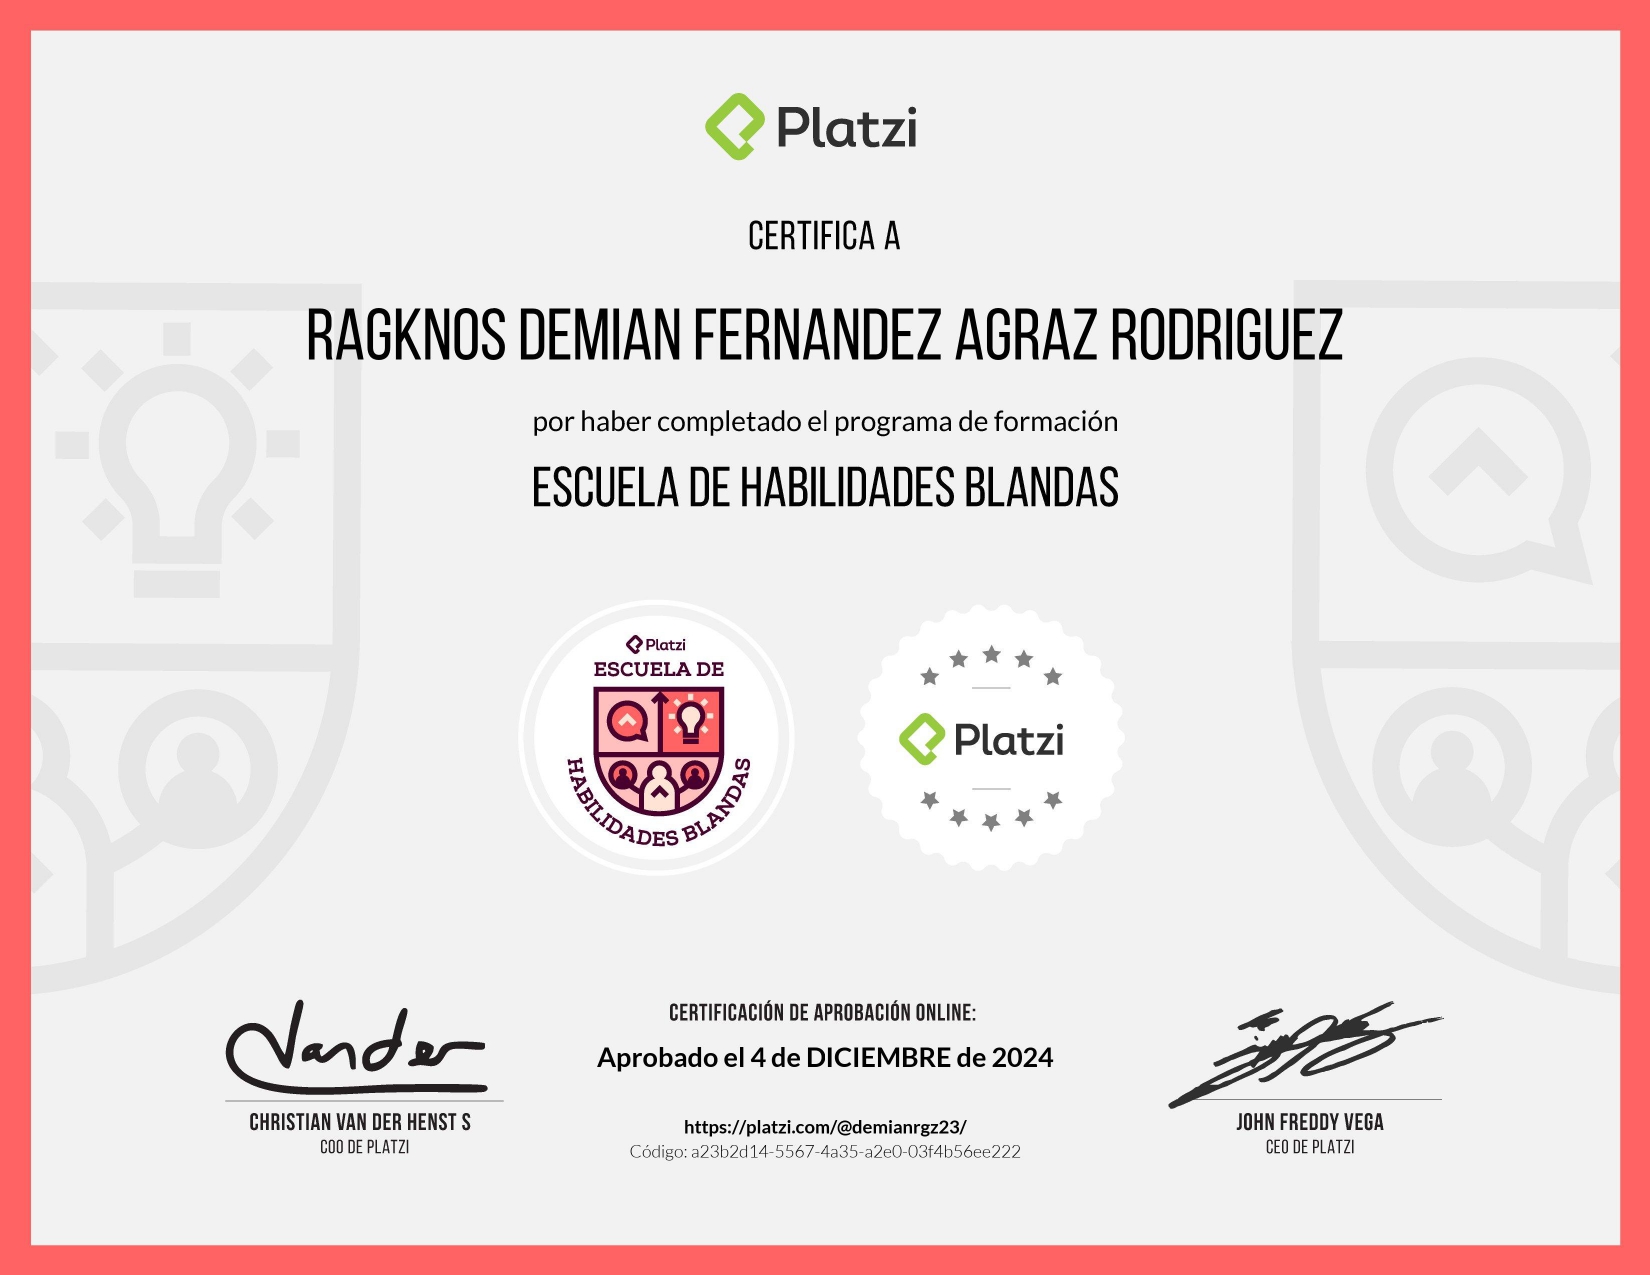 Platzi
CERTIFICA A
RAGKNOS DEMIAN FERNANDEZ AGRAZ RODRIGUEZ
por haber completado el programa de formación
ESCUELA DE HABILIDADES BLANDAS
Platzi
ESCUELA DE
HABILIDADES BLANDAS
Platzi
Vander
CHRISTIAN VAN DER HENST S
COO DE PLATZI
CERTIFICACIÓN DE APROBACIÓN ONLINE:
Aprobado el 4 de DICIEMBRE de 2024
https://platzi.com/@demianrgz23/
Código: a23b2d14-5567-4a35-a2e0-03f4b56ee222
JOHN FREDDY VEGA
CEO DE PLATZI